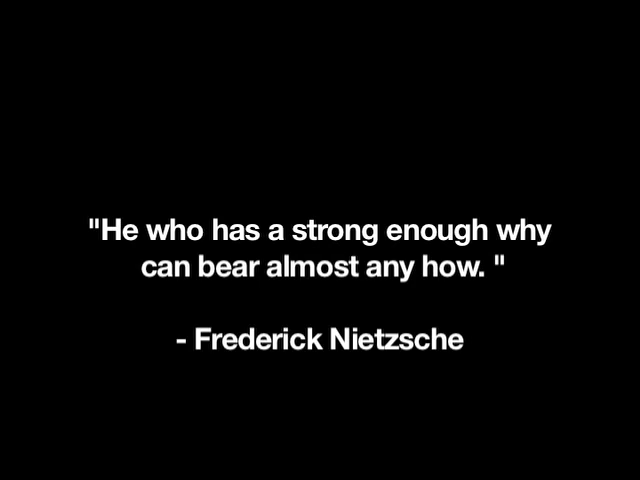 "He who has a strong enough why
can bear almost any how. "
- Frederick Nietzsche